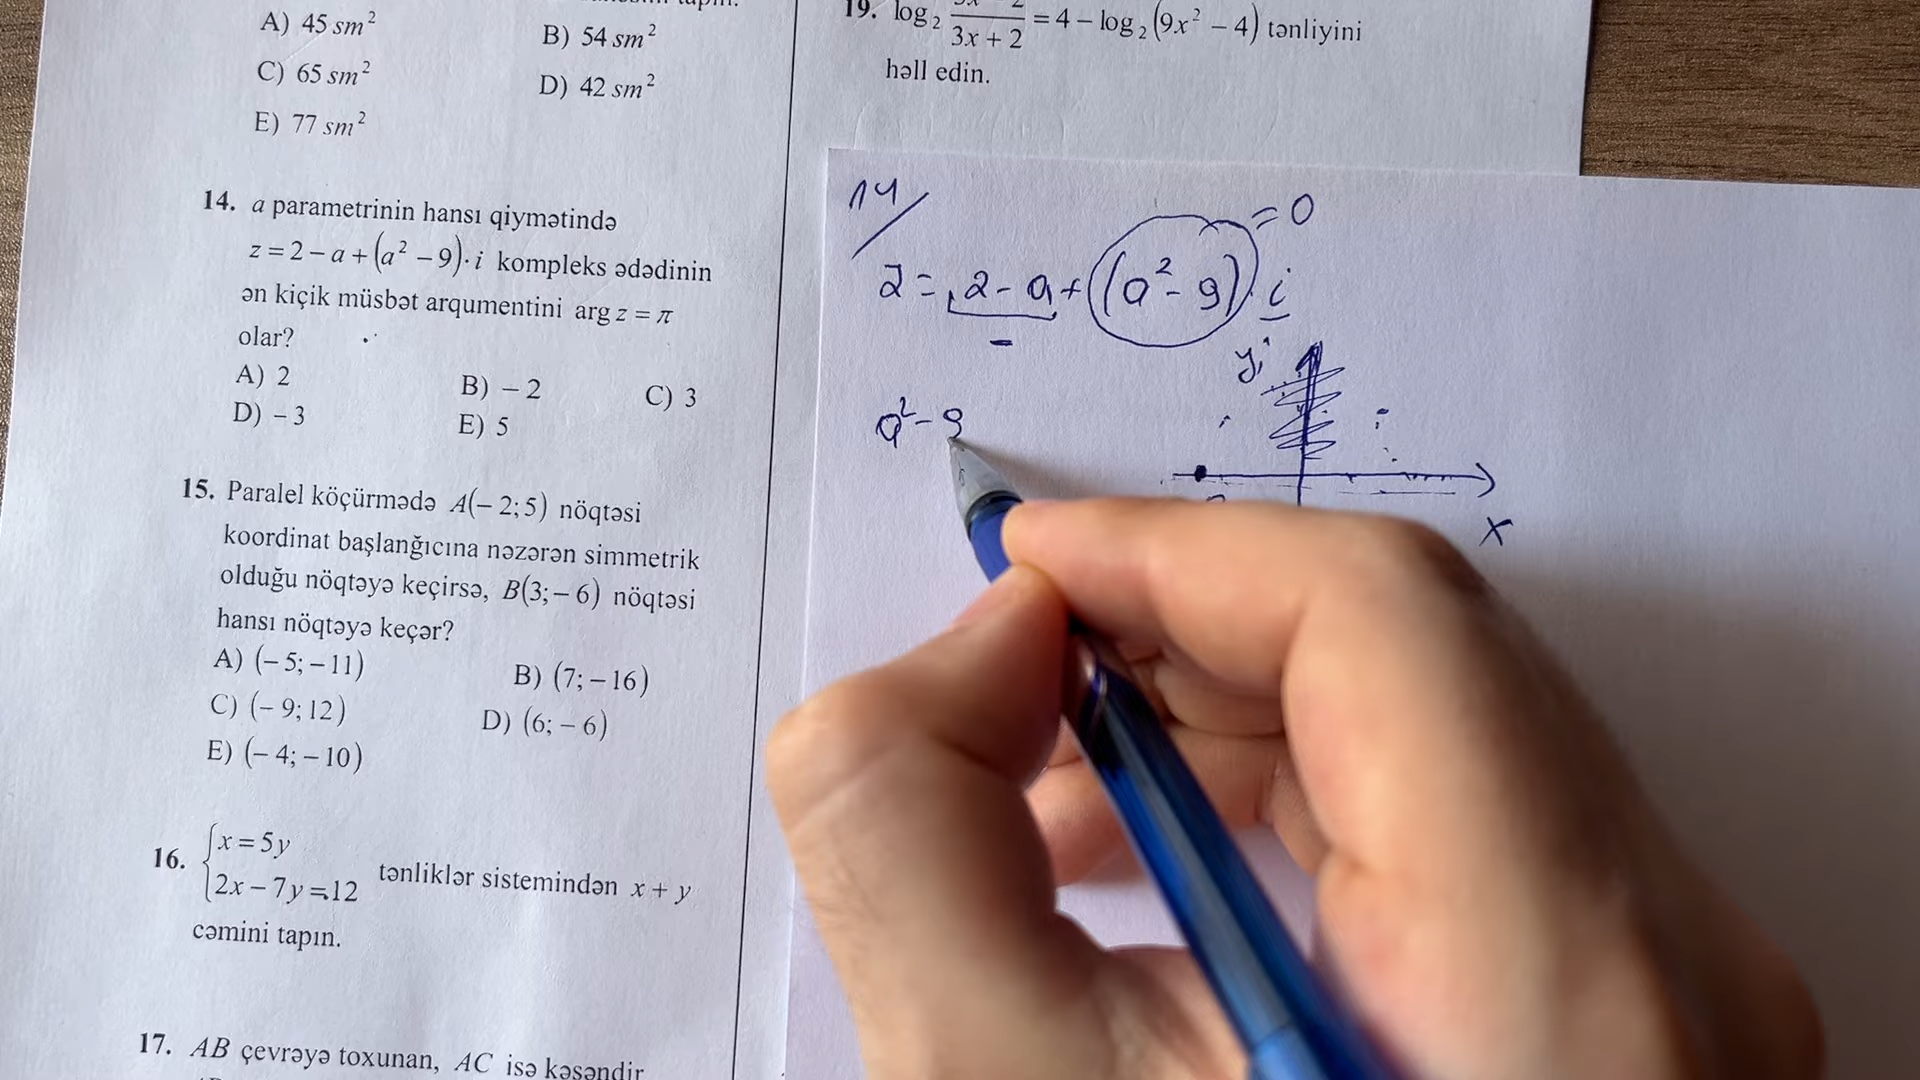 A) 45 sm²
B) 54 sm²
C) 65 sm²
D) 42 sm²
E) 77 sm²
14. a parametrinin hansı qiymətində
z = 2 – a + (a² – 9)·i kompleks ədədinin
ən kiçik müsbət arqumentini arg z = π
olar?
A) 2
B) – 2
C) 3
D) – 3
E) 5
15. Paralel köçürmədə A(– 2; 5) nöqtəsi
koordinat başlanğıcına nəzərən simmetrik
olduğu nöqtəyə keçirsə, B(3; – 6) nöqtəsi
hansı nöqtəyə keçər?
A) (– 5; – 11)
B) (7; – 16)
C) (– 9; 12)
D) (6; – 6)
E) (– 4; – 10)
16. { x = 5y
2x – 7y = 12 tənliklər sistemindən x + y
cəmini tapın.
17. AB çevrəyə toxunan, AC isə kəsəndir
19. log₂ 3x + 2 = 4 – log₂(9x² – 4) tənliyini
həll edin.
14/
z = 2 - a + (a² - 9) · i
= 0
-
yi
a² - 9
x